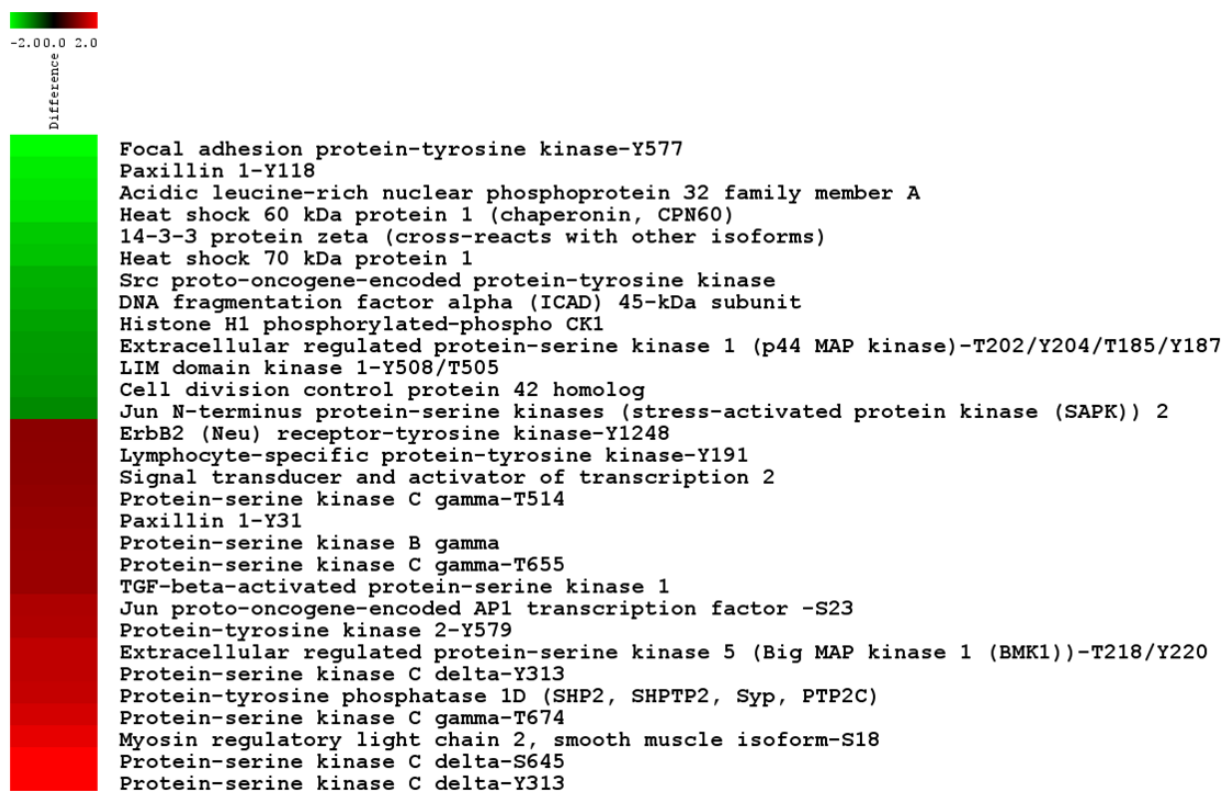 -2.0 0.0 2.0
Difference
Focal adhesion protein-tyrosine kinase-Y577
Paxillin 1-Y118
Acidic leucine-rich nuclear phosphoprotein 32 family member A
Heat shock 60 kDa protein 1 (chaperonin, CPN60)
14-3-3 protein zeta (cross-reacts with other isoforms)
Heat shock 70 kDa protein 1
Src proto-oncogene-encoded protein-tyrosine kinase
DNA fragmentation factor alpha (ICAD) 45-kDa subunit
Histone H1 phosphorylated-phospho CK1
Extracellular regulated protein-serine kinase 1 (p44 MAP kinase)-T202/Y204/T185/Y187
LIM domain kinase 1-Y508/T505
Cell division control protein 42 homolog
Jun N-terminus protein-serine kinases (stress-activated protein kinase (SAPK)) 2
ErbB2 (Neu) receptor-tyrosine kinase-Y1248
Lymphocyte-specific protein-tyrosine kinase-Y191
Signal transducer and activator of transcription 2
Protein-serine kinase C gamma-T514
Paxillin 1-Y31
Protein-serine kinase B gamma
Protein-serine kinase C gamma-T655
TGF-beta-activated protein-serine kinase 1
Jun proto-oncogene-encoded AP1 transcription factor -S23
Protein-tyrosine kinase 2-Y579
Extracellular regulated protein-serine kinase 5 (Big MAP kinase 1 (BMK1))-T218/Y220
Protein-serine kinase C delta-Y313
Protein-tyrosine phosphatase 1D (SHP2, SHPTP2, Syp, PTP2C)
Protein-serine kinase C gamma-T674
Myosin regulatory light chain 2, smooth muscle isoform-S18
Protein-serine kinase C delta-S645
Protein-serine kinase C delta-Y313